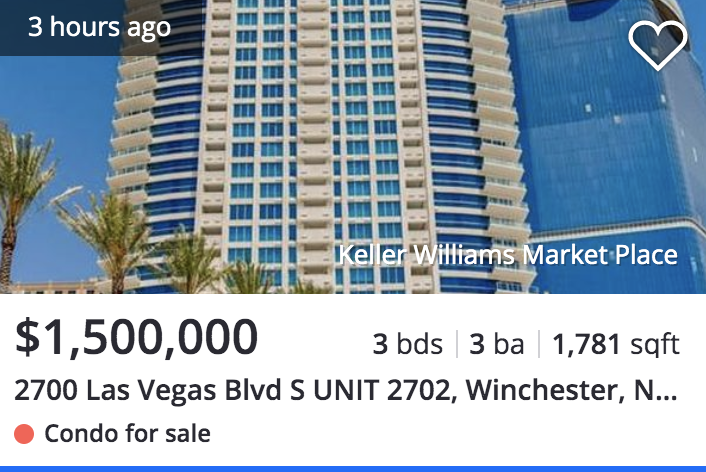 3 hours ago
Keller Williams Market Place
$1,500,000
3 bds | 3 ba | 1,781 sqft
2700 Las Vegas Blvd S UNIT 2702, Winchester, N...
Condo for sale